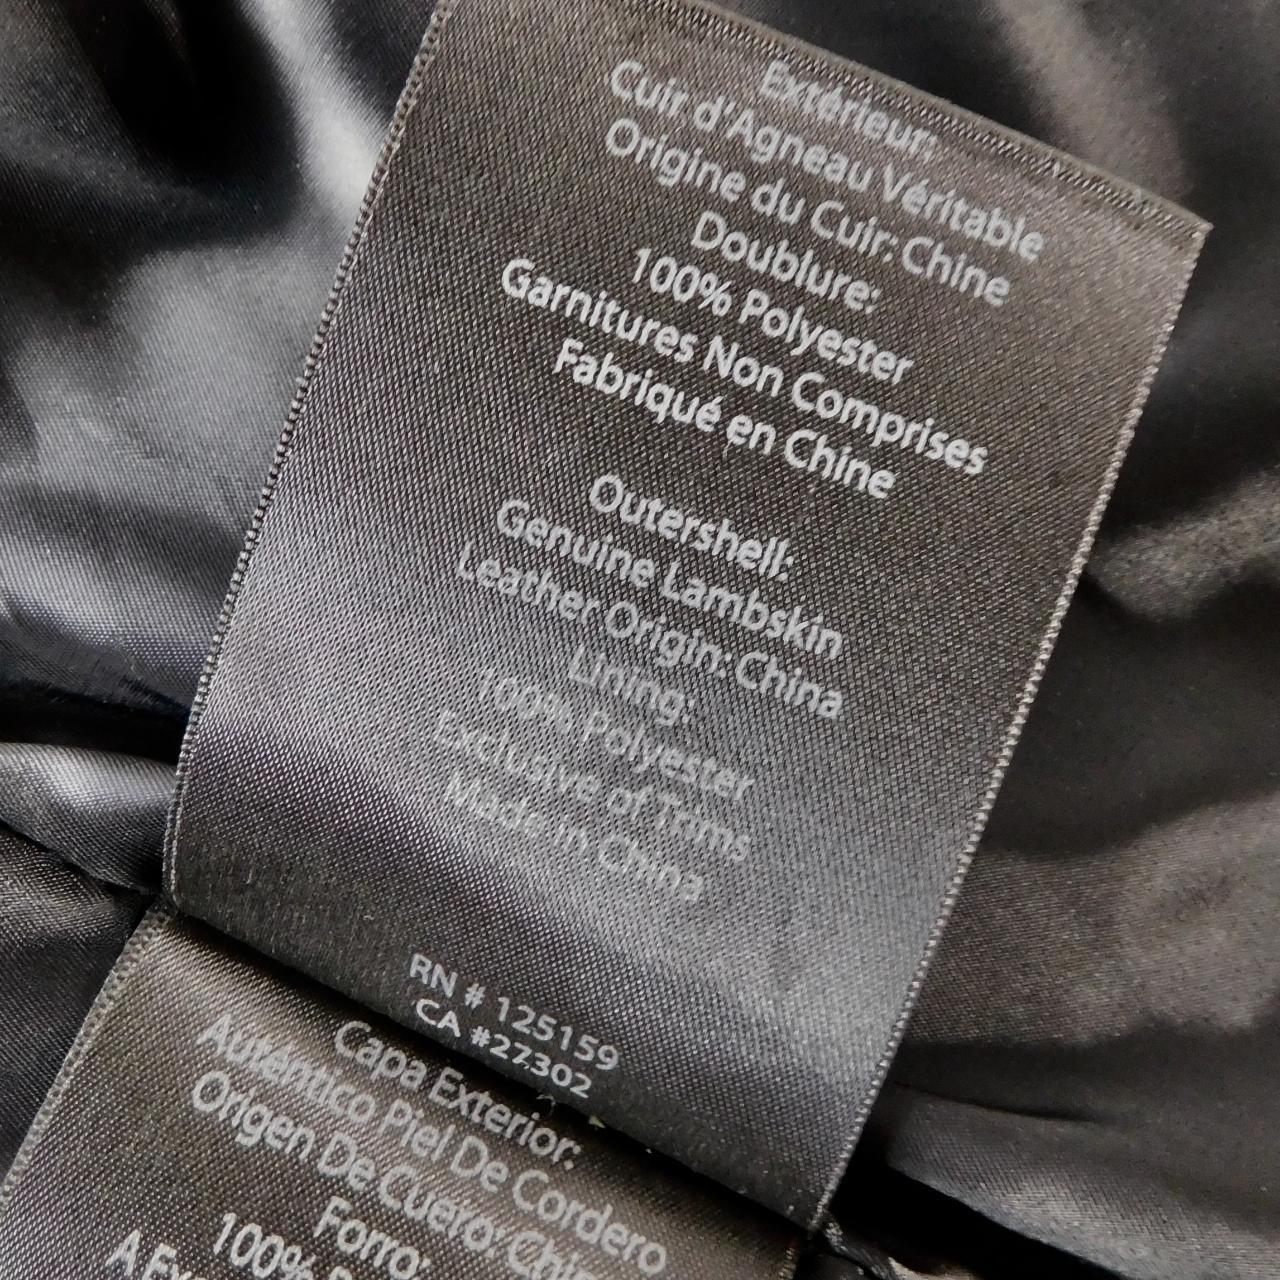 Extérieur:
Cuir d'Agneau Véritable
Origine du Cuir: Chine
Doublure:
100% Polyester
Garnitures Non Comprises
Fabriqué en Chine
Outershell:
Genuine Lambskin
Leather Origin: China
Lining:
100% Polyester
Exclusive of Trims
Made in China
RN # 125159
CA #27302
Capa Exterior:
Auténtico Piel De Cordero
Origen De Cuero:
Forro:
100%
A